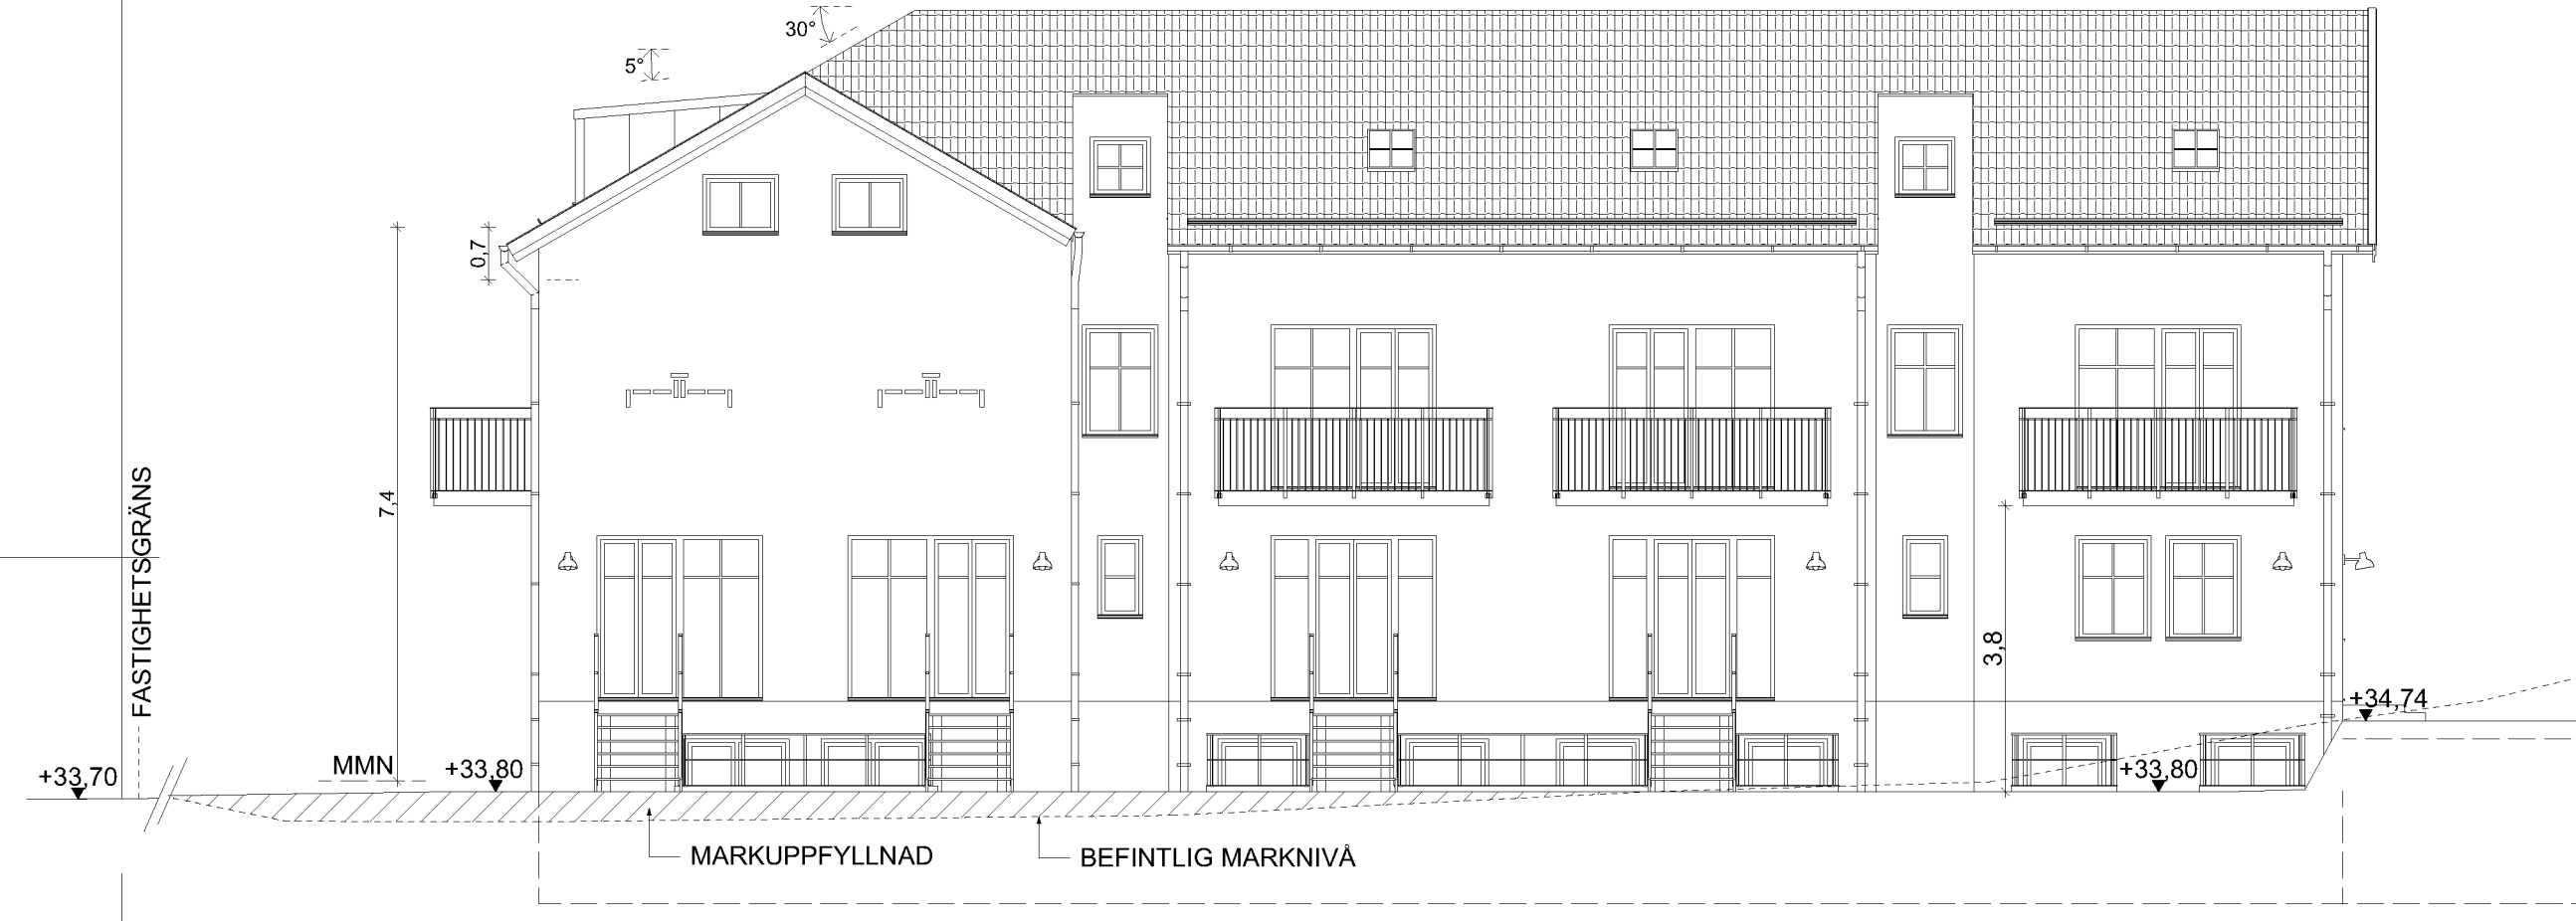 30°
5°
0,7
7,4
FASTIGHETSGRÄNS
3,8
+34,74
MMN
+33,80
+33,70
+33,80
MARKUPPFYLLNAD
BEFINTLIG MARKNIVÅ